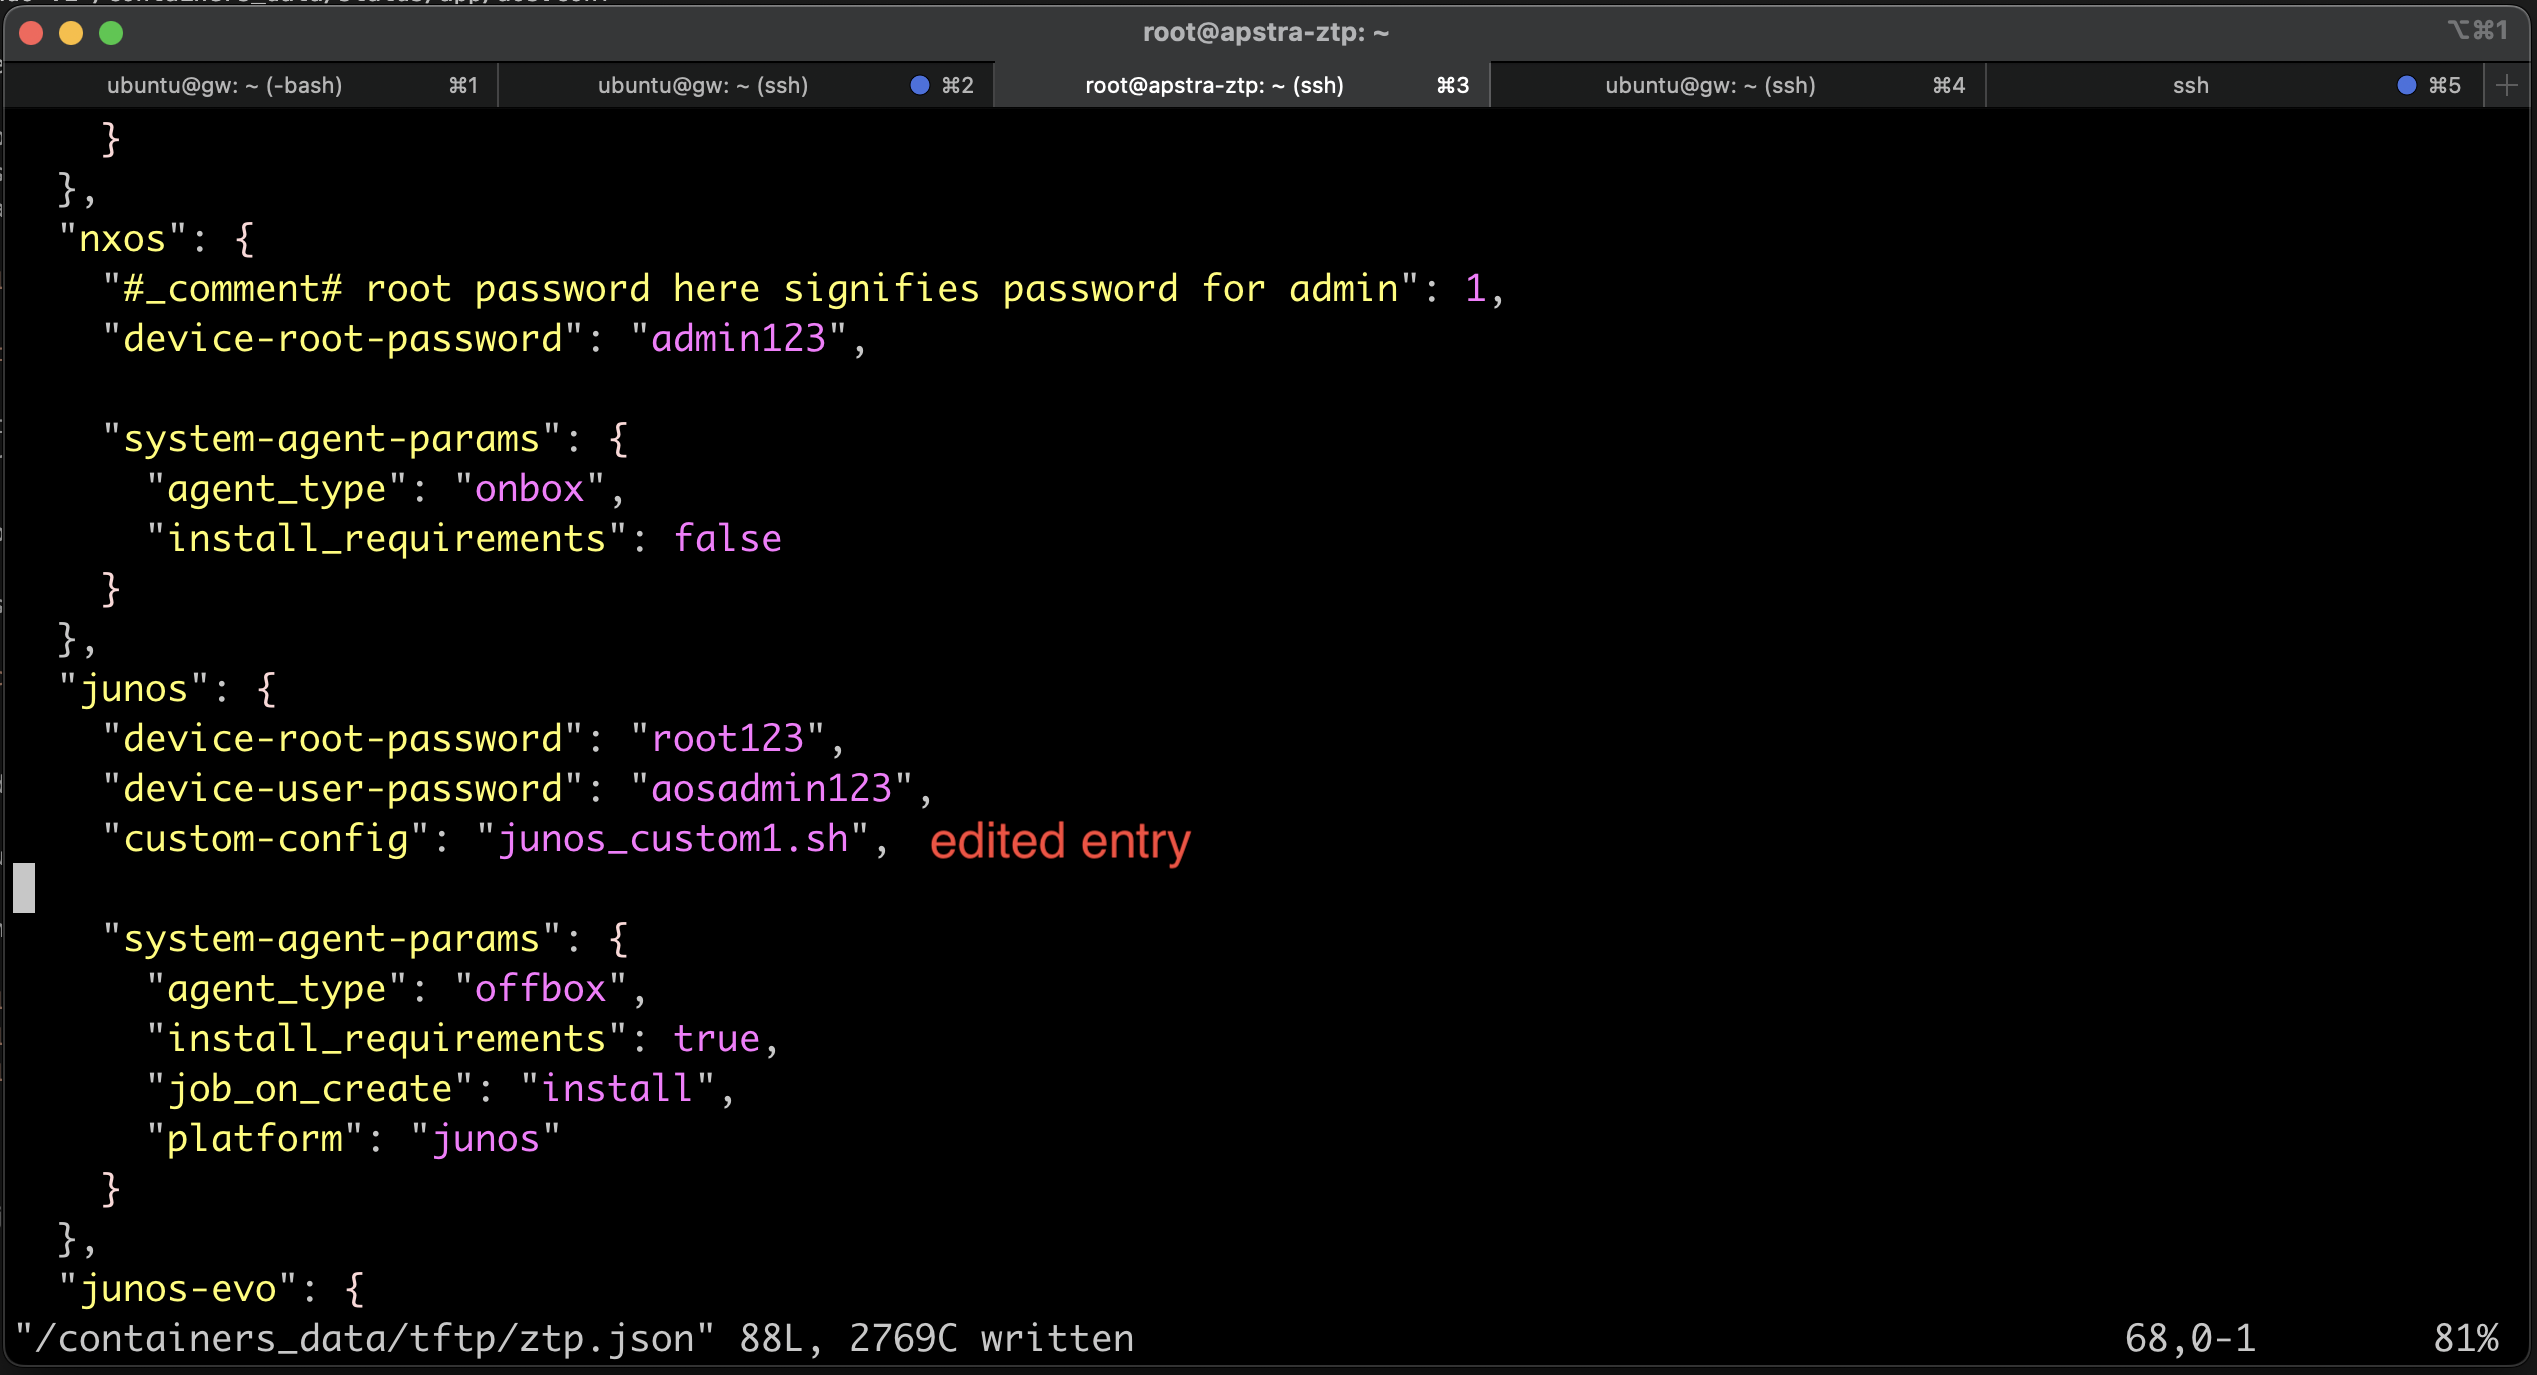 root@apstra-ztp: ~
⌥⌘1
ubuntu@gw: ~ (-bash) ⌘1
ubuntu@gw: ~ (ssh) ⌘2
root@apstra-ztp: ~ (ssh) ⌘3
ubuntu@gw: ~ (ssh) ⌘4
ssh ⌘5
    }
  },
  "nxos": {
    "#_comment# root password here signifies password for admin": 1,
    "device-root-password": "admin123",
    "system-agent-params": {
      "agent_type": "onbox",
      "install_requirements": false
    }
  },
  "junos": {
    "device-root-password": "root123",
    "device-user-password": "aosadmin123",
    "custom-config": "junos_custom1.sh", edited entry
    "system-agent-params": {
      "agent_type": "offbox",
      "install_requirements": true,
      "job_on_create": "install",
      "platform": "junos"
    }
  },
  "junos-evo": {
"/containers_data/tftp/ztp.json" 88L, 2769C written 68,0-1 81%